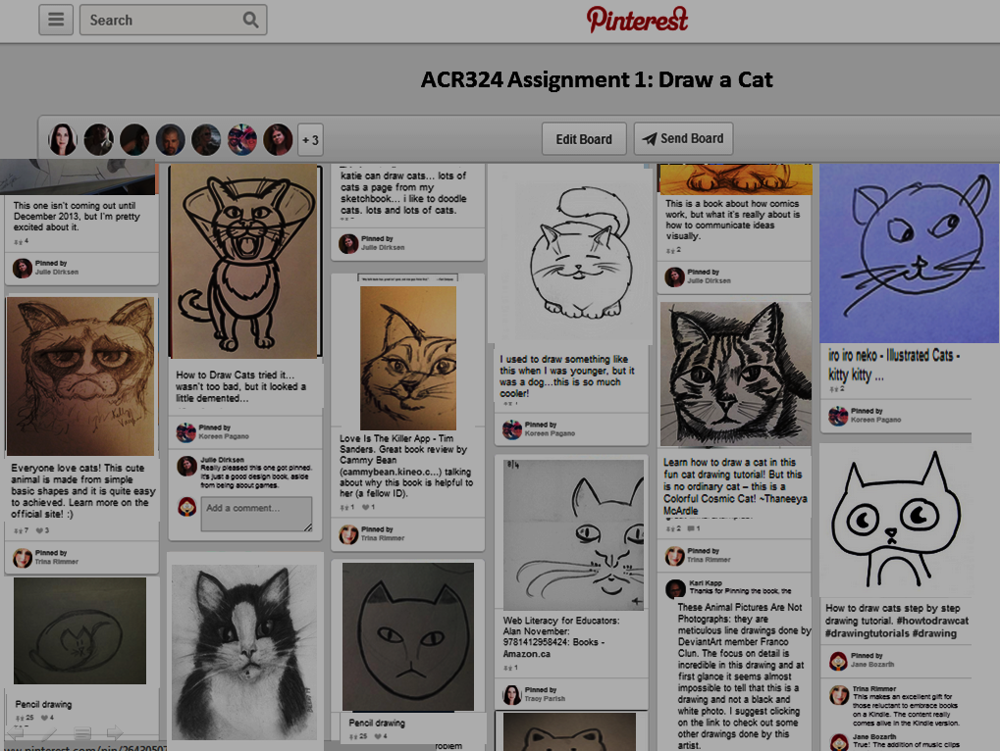 Search
Pinterest
ACR324 Assignment 1: Draw a Cat
+ 3
Edit Board
Send Board
This one isn't coming out until
December 2013, but I'm pretty
excited about it.
4
Pinned by
Julie Dirksen
Everyone love cats! This cute
animal is made from simple
basic shapes and it is quite easy
to achieved. Learn more on the
official site! :)
7 3
Pinned by
Trina Rimmer
Pencil drawing
25 4
www.pinterest.com/pin/26430507
How to Draw Cats tried it...
wasn't too bad, but it looked a
little demented...
Pinned by
Koreen Pagano
Julie Dirksen
Really pleased this one got pinned.
It's just a good design book, aside
from being about games.
Add a comment...
katie can draw cats... lots of
cats a page from my
sketchbook... i like to doodle
cats. lots and lots of cats.
Pinned by
Julie Dirksen
Love Is The Killer App - Tim
Sanders. Great book review by
Cammy Bean
(cammybean.kineo.c...) talking
about why this book is helpful to
her (a fellow ID).
1 1
Pinned by
Trina Rimmer
Pencil drawing
25 4
roblem
I used to draw something like
this when I was younger, but it
was a dog...this is so much
cooler!
1
Pinned by
Koreen Pagano
Web Literacy for Educators:
Alan November:
9781412958424: Books -
Amazon.ca
1
Pinned by
Tracy Parish
This is a book about how comics
work, but what it's really about is
how to communicate ideas
visually.
2
Pinned by
Julie Dirksen
Learn how to draw a cat in this
fun cat drawing tutorial! But this
is no ordinary cat – this is a
Colorful Cosmic Cat! ~Thaneeya
McArdle
2 1
Pinned by
Trina Rimmer
Karl Kapp
Thanks for Pinning the book, the
These Animal Pictures Are Not
Photographs: they are
meticulous line drawings done by
DeviantArt member Franco
Clun. The focus on detail is
incredible in this drawing and at
first glance it seems almost
impossible to tell that this is a
drawing and not a black and
white photo. I suggest clicking
on the link to check out some
other drawings done by this
artist.
iro iro neko - Illustrated Cats -
kitty kitty ...
2
Pinned by
Koreen Pagano
How to draw cats step by step
drawing tutorial. #howtodrawcat
#drawingtutorials #drawing
Pinned by
Jane Bozarth
Trina Rimmer
This makes an excellent gift for
those reluctant to embrace books
on a Kindle. The content really
comes alive in the Kindle version.
Jane Bozarth
True! The addition of music clips